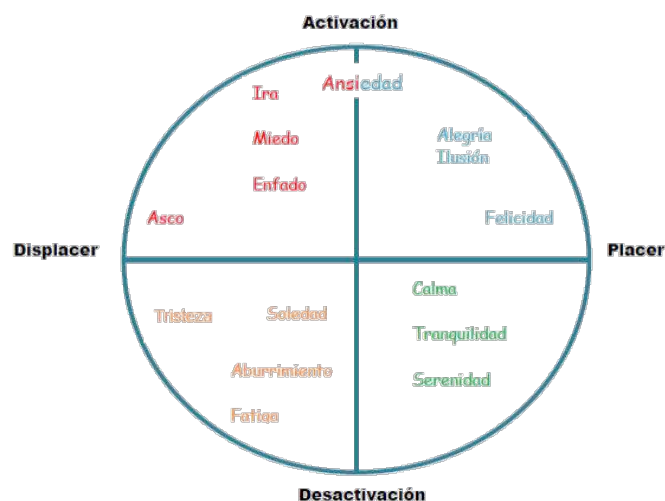 Activación
Ira
Ansiedad
Miedo
Alegría
Ilusión
Enfado
Asco
Felicidad
Displacer
Placer
Calma
Tristeza
Soledad
Tranquilidad
Aburrimiento
Serenidad
Fatiga
Desactivación